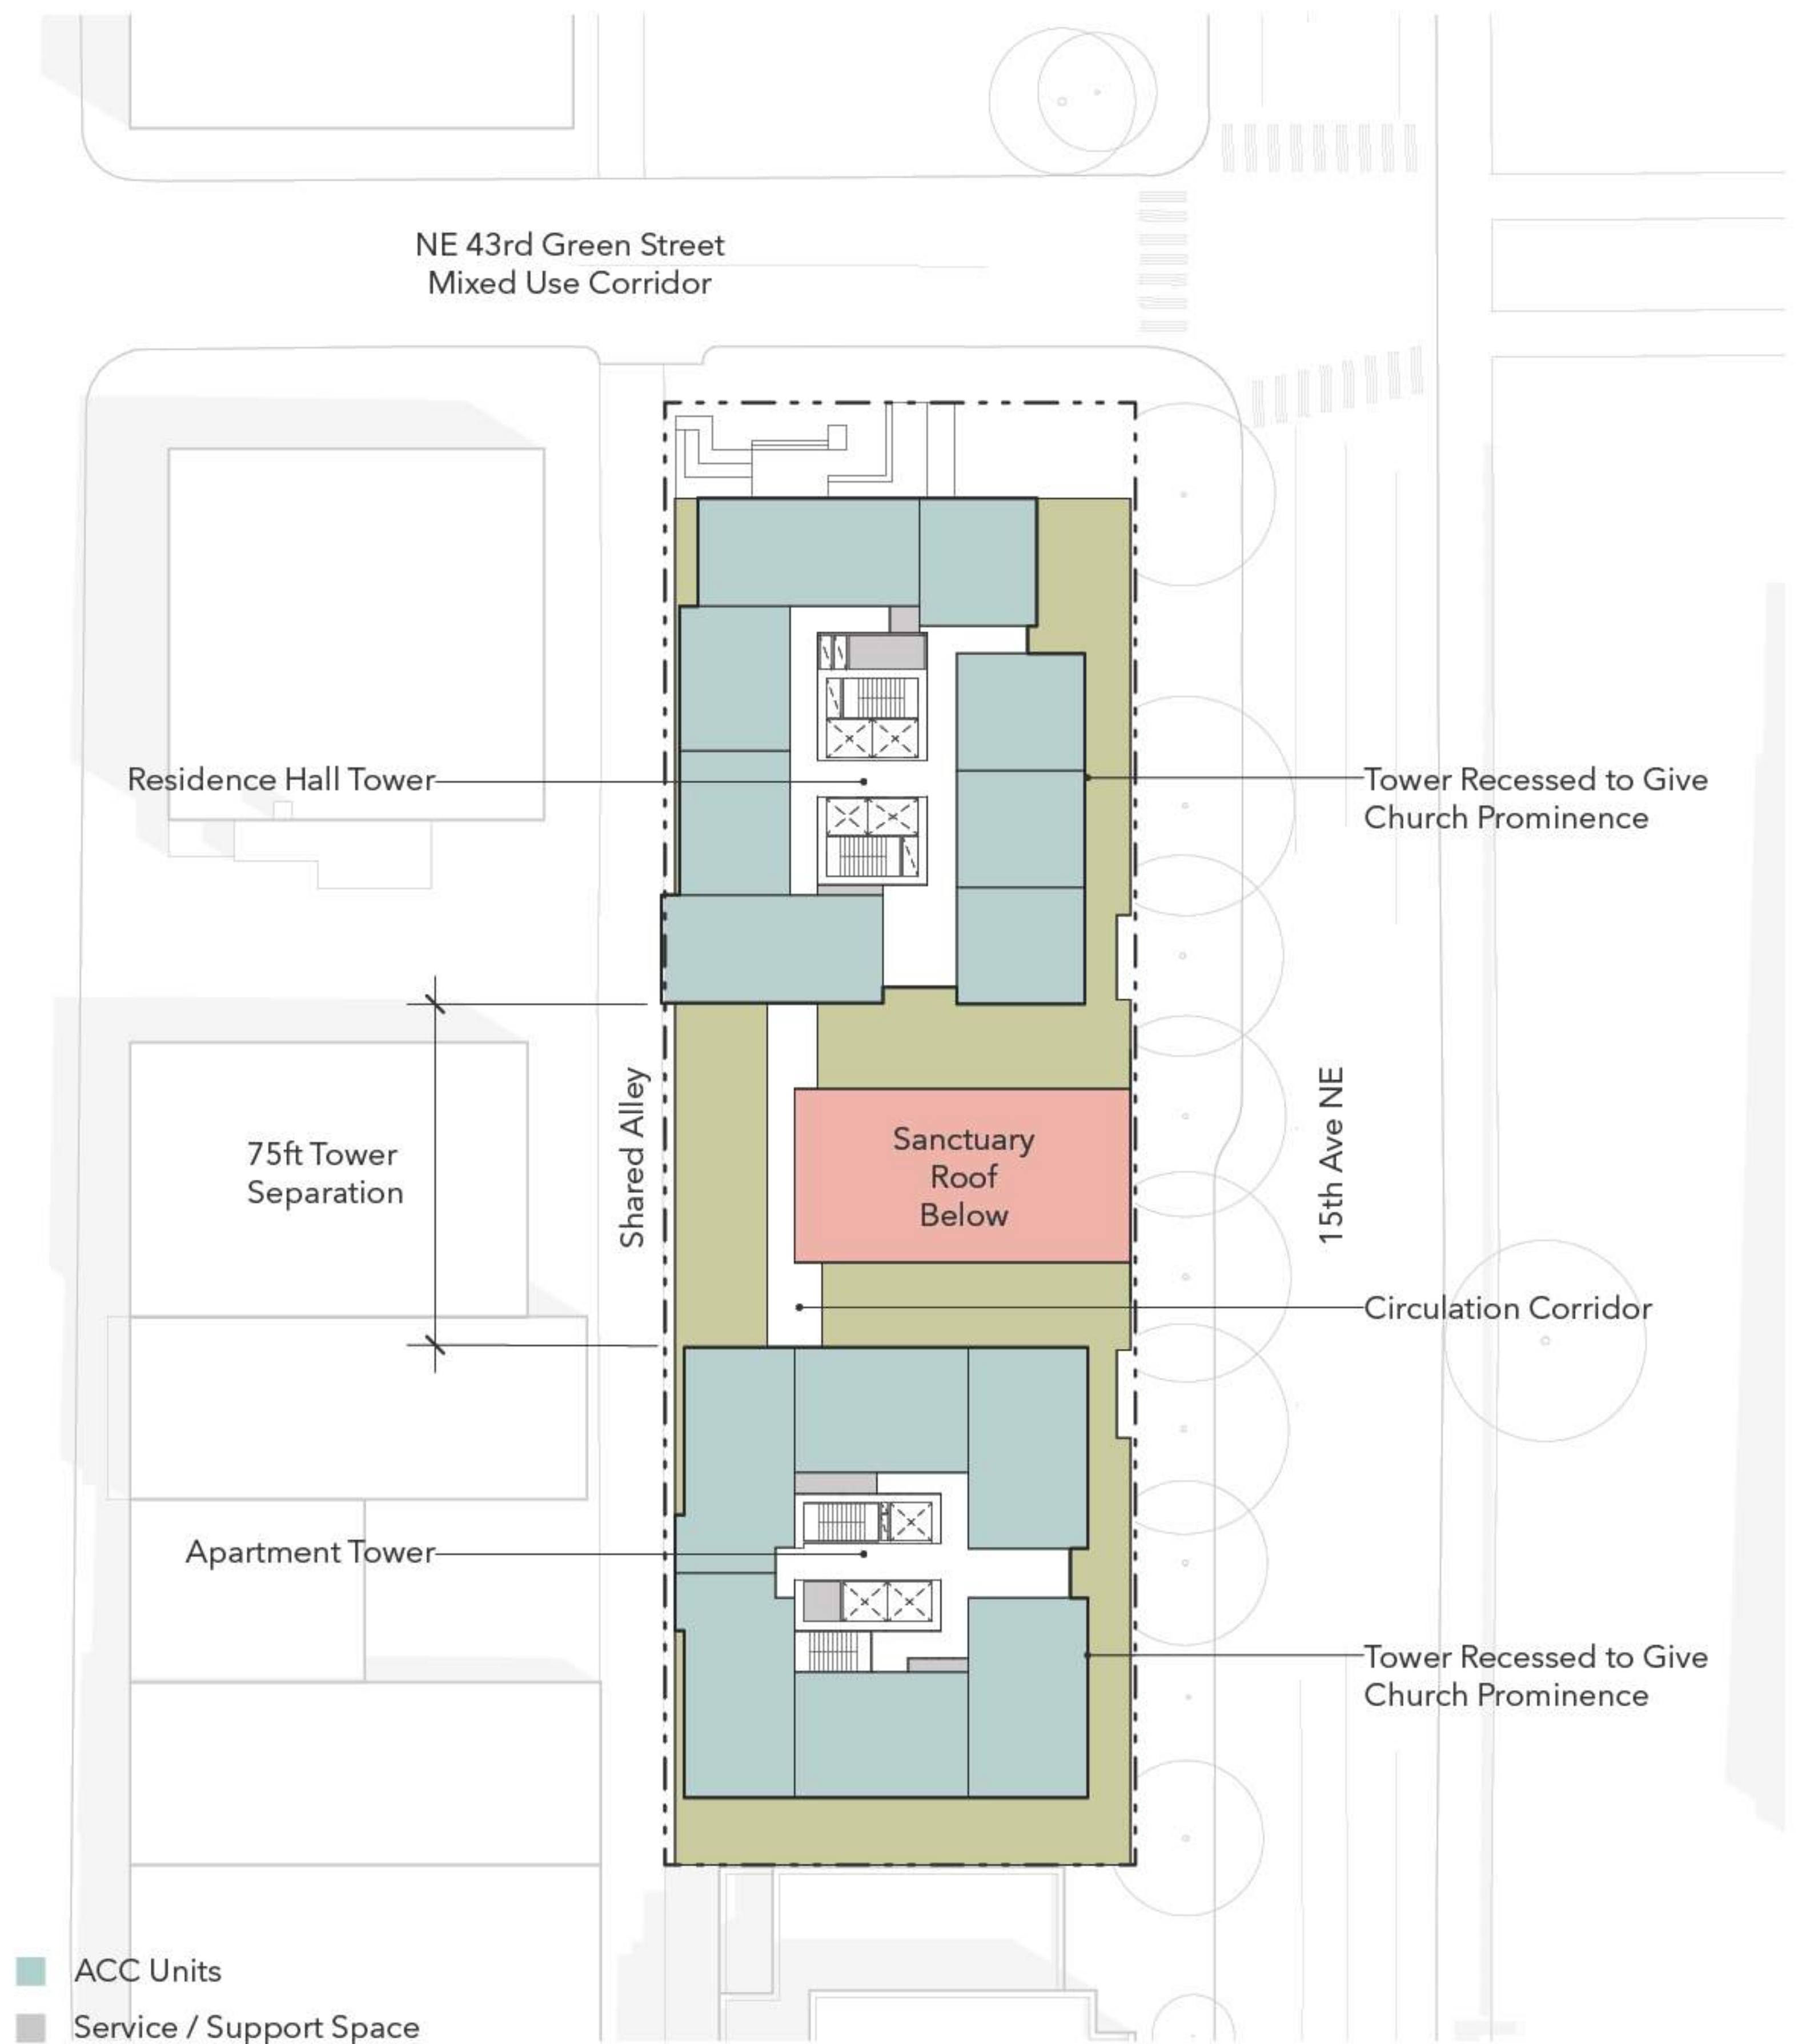 NE 43rd Green Street
Mixed Use Corridor
Residence Hall Tower
Tower Recessed to Give
Church Prominence
75ft Tower
Separation
Shared Alley
Sanctuary
Roof
Below
15th Ave NE
Circulation Corridor
Apartment Tower
Tower Recessed to Give
Church Prominence
ACC Units
Service / Support Space